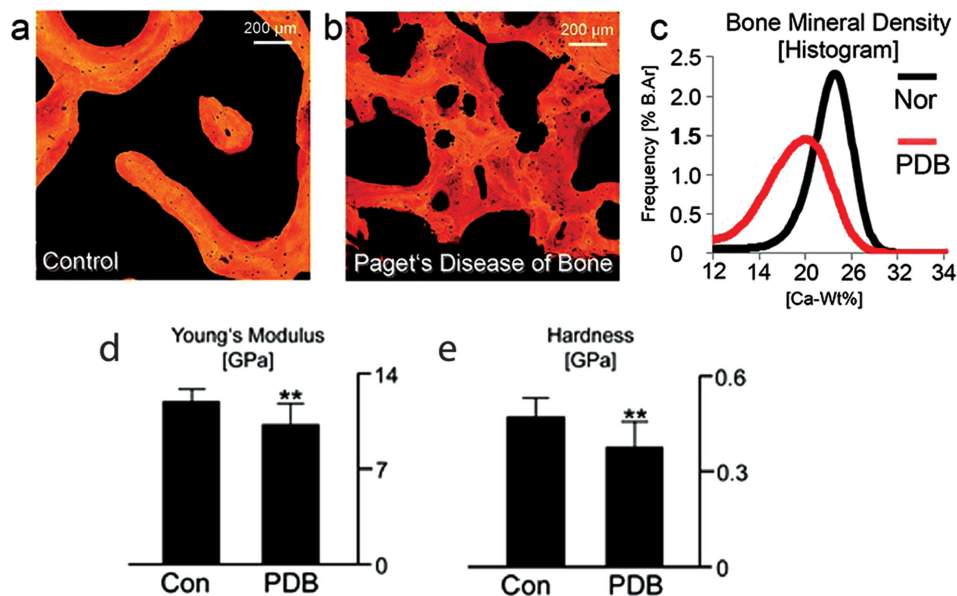 a
200 µm
Control
b
200 µm
Paget's Disease of Bone
c
Bone Mineral Density
[Histogram]
Frequency [% B.Ar]
2.5
2.0
1.5
1.0
0.5
0
12 14 20 26 32 34
[Ca-Wt%]
Nor
PDB
d
Young's Modulus
[GPa]
**
14
7
0
Con PDB
e
Hardness
[GPa]
**
0.6
0.3
0
Con PDB